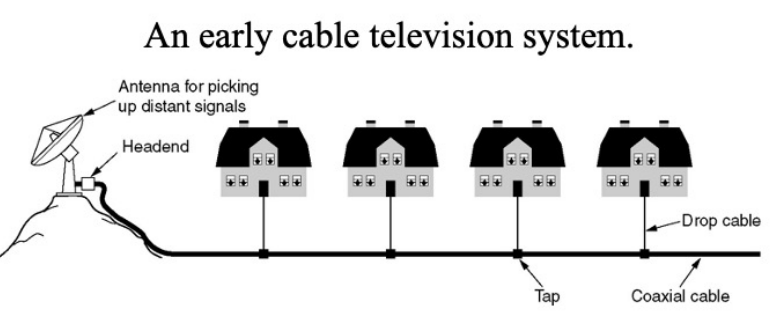 An early cable television system.
Antenna for picking
up distant signals
Headend
Drop cable
Tap
Coaxial cable